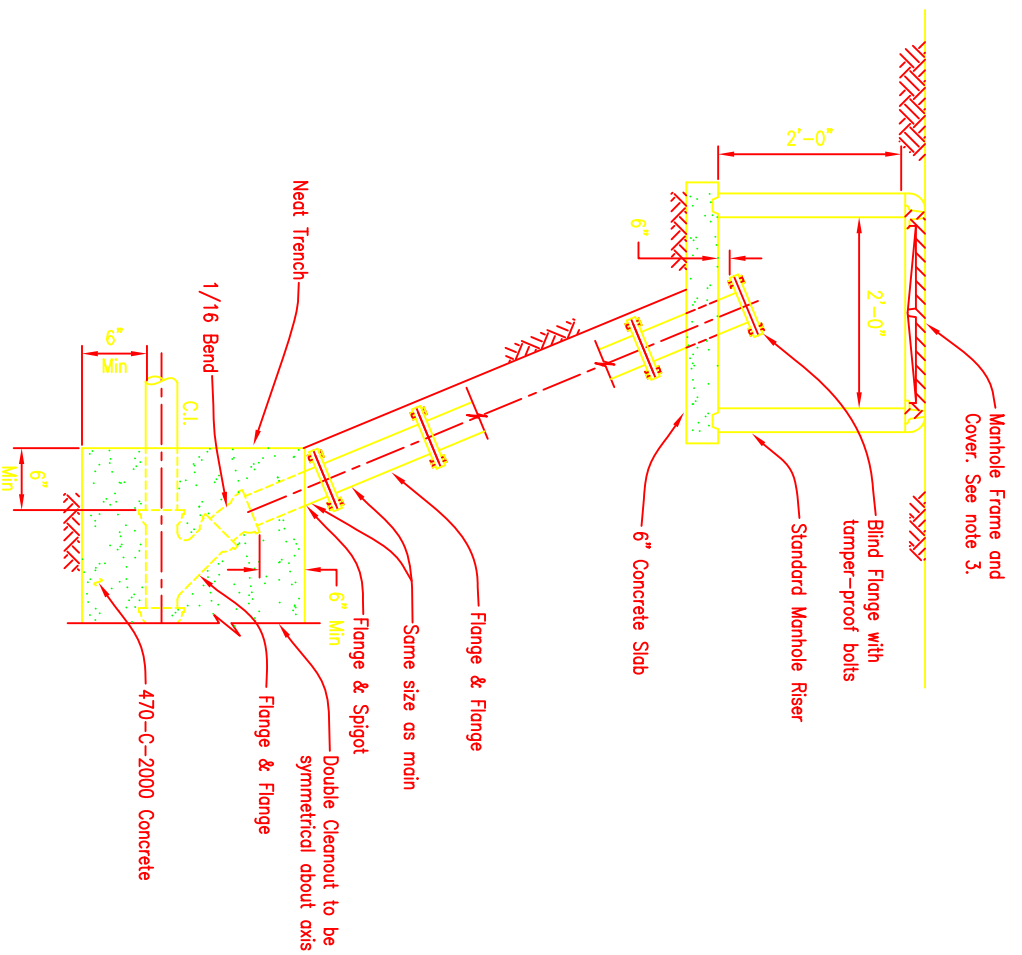 Manhole Frame and
Cover. See note 3.
2'-0"
2'-0"
Blind Flange with
tamper-proof bolts
Standard Manhole Riser
6"
6" Concrete Slab
Neat Trench
1/16 Bend
6"
Min
C.I.
6"
Min
Flange & Flange
Same size as main
Flange & Spigot
6" Min
Double Cleanout to be
symmetrical about axis
Flange & Flange
470-C-2000 Concrete